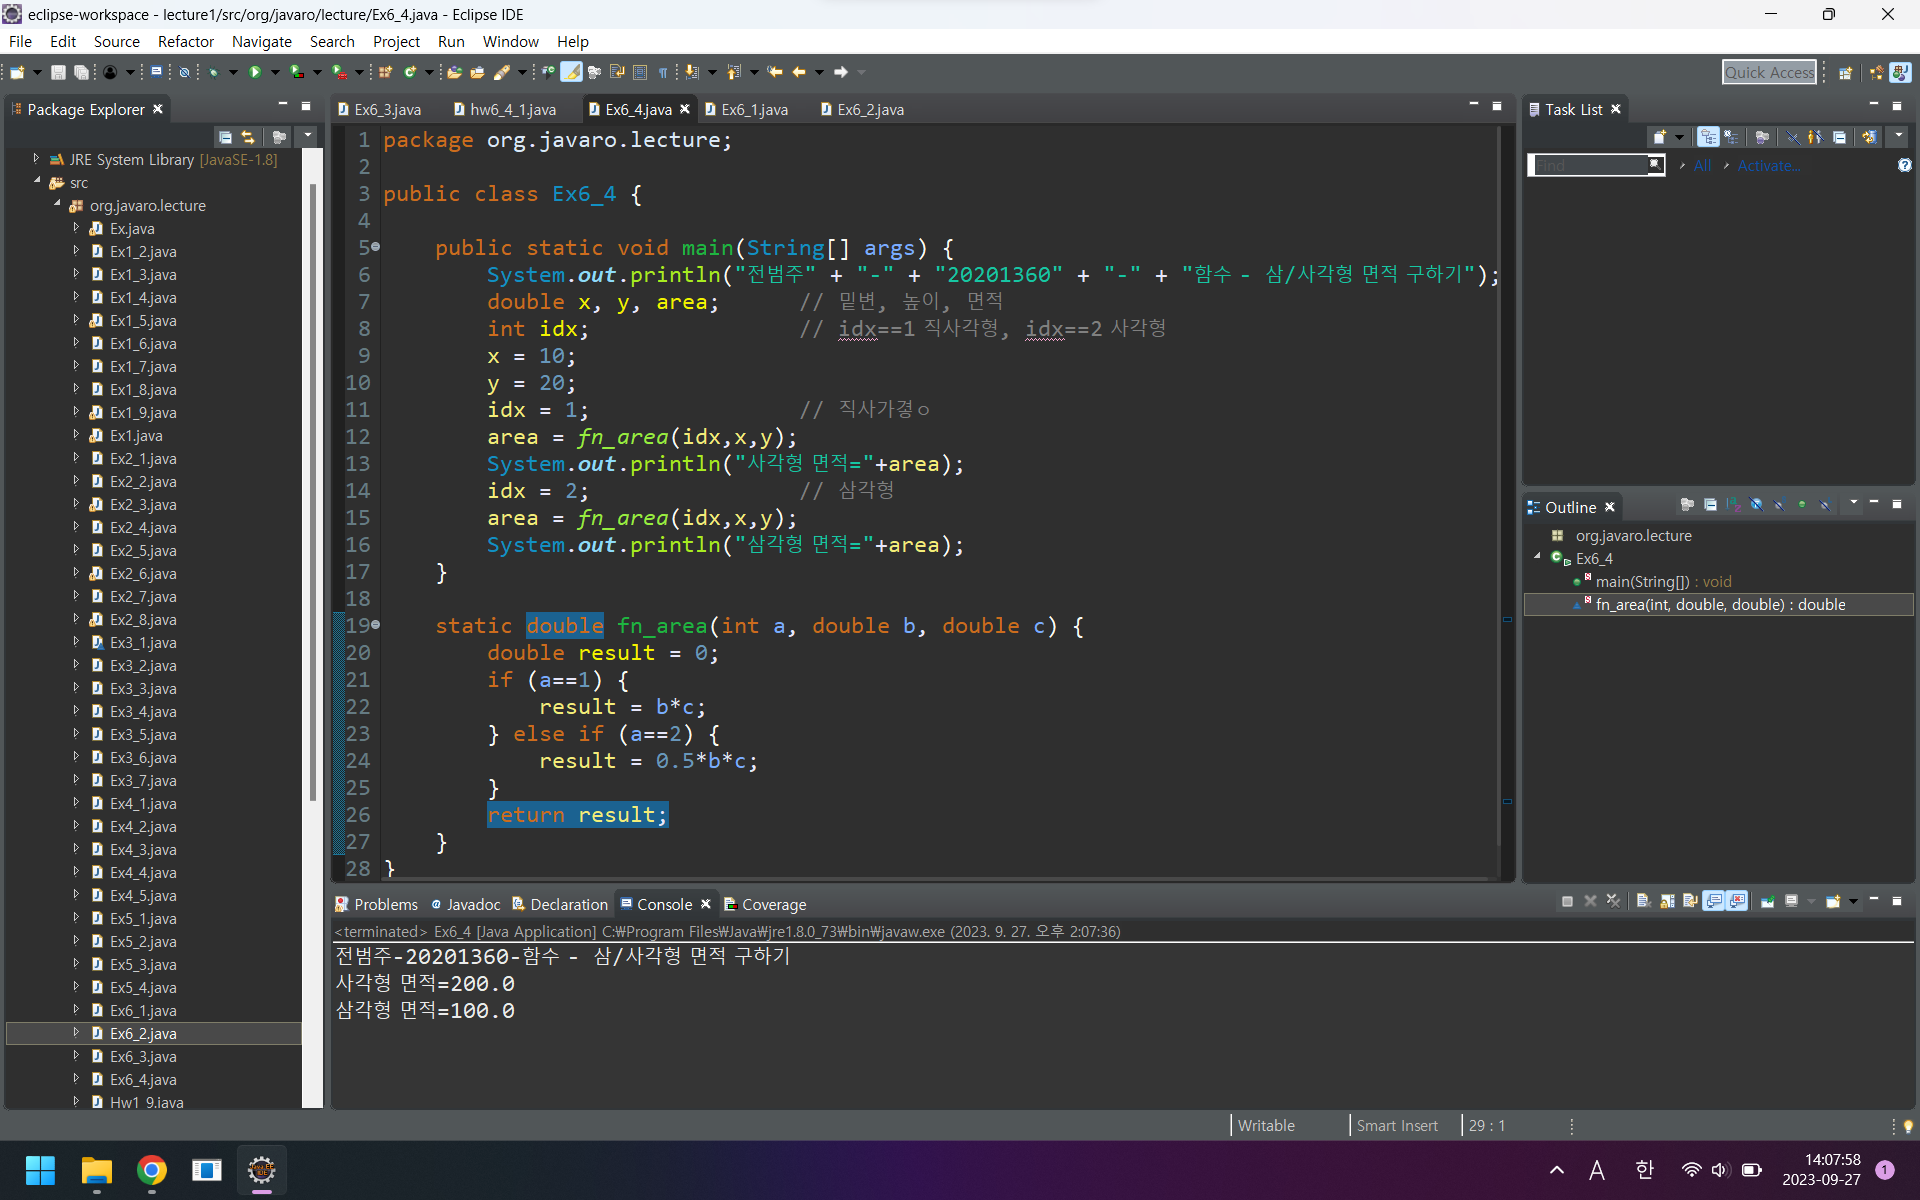 eclipse-workspace - lecture1/src/org/javaro/lecture/Ex6_4.java - Eclipse IDE
File Edit Source Refactor Navigate Search Project Run Window Help
Quick Access
Package Explorer
JRE System Library [JavaSE-1.8]
src
org.javaro.lecture
Ex.java
Ex1_2.java
Ex1_3.java
Ex1_4.java
Ex1_5.java
Ex1_6.java
Ex1_7.java
Ex1_8.java
Ex1_9.java
Ex1.java
Ex2_1.java
Ex2_2.java
Ex2_3.java
Ex2_4.java
Ex2_5.java
Ex2_6.java
Ex2_7.java
Ex2_8.java
Ex3_1.java
Ex3_2.java
Ex3_3.java
Ex3_4.java
Ex3_5.java
Ex3_6.java
Ex3_7.java
Ex4_1.java
Ex4_2.java
Ex4_3.java
Ex4_4.java
Ex4_5.java
Ex5_1.java
Ex5_2.java
Ex5_3.java
Ex5_4.java
Ex6_1.java
Ex6_2.java
Ex6_3.java
Ex6_4.java
Hw1_9.java
Ex6_3.java hw6_4_1.java Ex6_4.java Ex6_1.java Ex6_2.java
1 package org.javaro.lecture;
2
3 public class Ex6_4 {
4
5 public static void main(String[] args) {
6 System.out.println("전범주" + "-" + "20201360" + "-" + "함수 - 삼/사각형 면적 구하기");
7 double x, y, area; // 밑변, 높이, 면적
8 int idx; // idx==1 직사각형, idx==2 사각형
9 x = 10;
10 y = 20;
11 idx = 1; // 직사가겋ㅇ
12 area = fn_area(idx,x,y);
13 System.out.println("사각형 면적="+area);
14 idx = 2; // 삼각형
15 area = fn_area(idx,x,y);
16 System.out.println("삼각형 면적="+area);
17 }
18
19 static double fn_area(int a, double b, double c) {
20 double result = 0;
21 if (a==1) {
22 result = b*c;
23 } else if (a==2) {
24 result = 0.5*b*c;
25 }
26 return result;
27 }
28 }
Task List
Find All Activate...
Outline
org.javaro.lecture
Ex6_4
main(String[]) : void
fn_area(int, double, double) : double
Problems Javadoc Declaration Console Coverage
<terminated> Ex6_4 [Java Application] C:₩Program Files₩Java₩jre1.8.0_73₩bin₩javaw.exe (2023. 9. 27. 오후 2:07:36)
전범주-20201360-함수 - 삼/사각형 면적 구하기
사각형 면적=200.0
삼각형 면적=100.0
Writable Smart Insert 29 : 1
A 한 14:07:58
2023-09-27 1